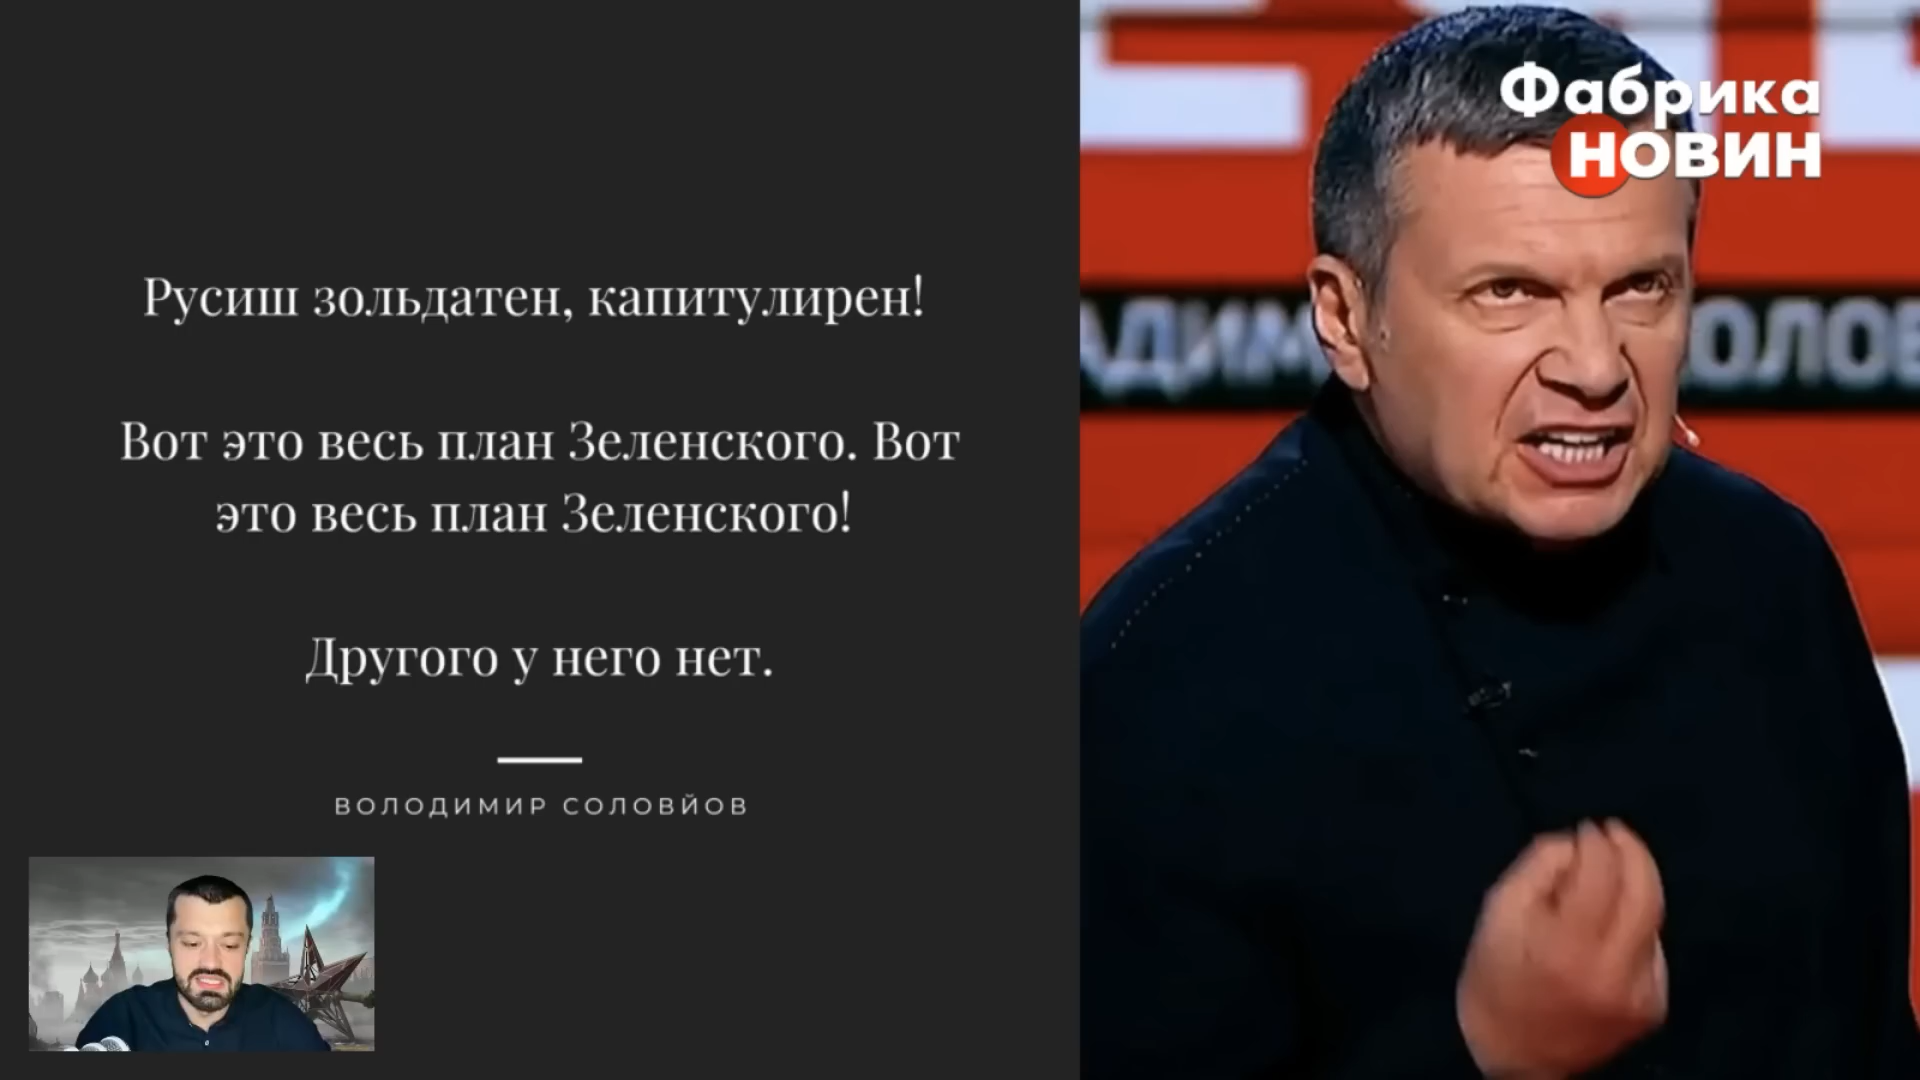 Фабрика
НОВИН
Русиш зольдатен, капитулирен!
Вот это весь план Зеленского. Вот
это весь план Зеленского!
Другого у него нет.
ВОЛОДИМИР СОЛОВЙОВ
АДИМ
ОЛОВ